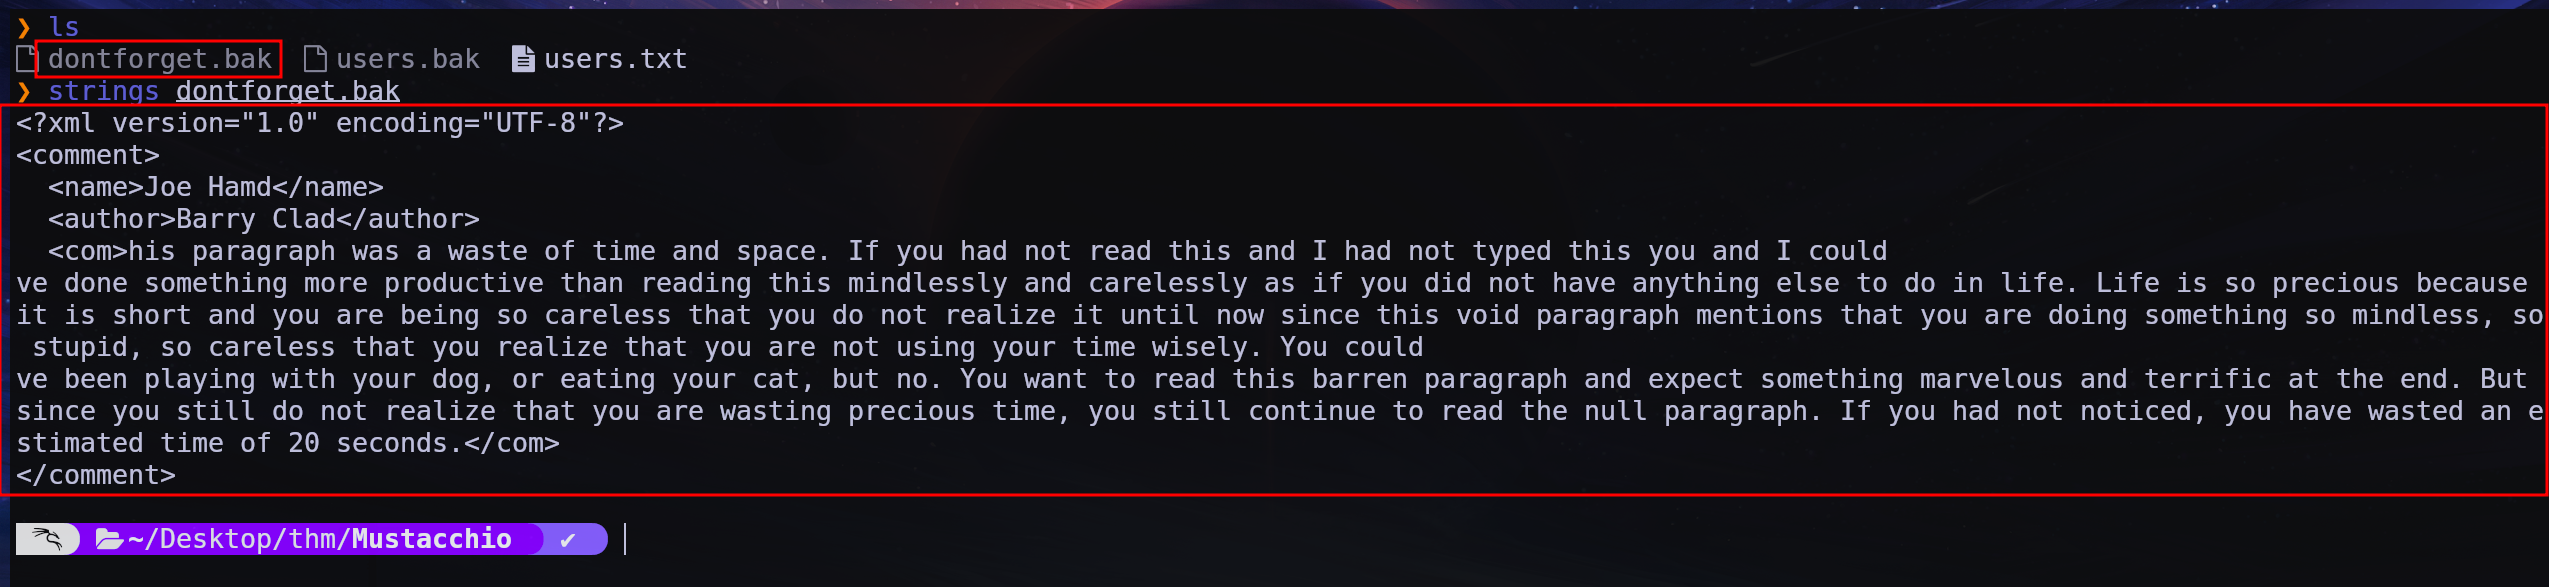 ❯ ls
dontforget.bak users.bak users.txt
❯ strings dontforget.bak
<?xml version="1.0" encoding="UTF-8"?>
<comment>
  <name>Joe Hamd</name>
  <author>Barry Clad</author>
  <com>his paragraph was a waste of time and space. If you had not read this and I had not typed this you and I could
ve done something more productive than reading this mindlessly and carelessly as if you did not have anything else to do in life. Life is so precious because
it is short and you are being so careless that you do not realize it until now since this void paragraph mentions that you are doing something so mindless, so
 stupid, so careless that you realize that you are not using your time wisely. You could
ve been playing with your dog, or eating your cat, but no. You want to read this barren paragraph and expect something marvelous and terrific at the end. But
since you still do not realize that you are wasting precious time, you still continue to read the null paragraph. If you had not noticed, you have wasted an e
stimated time of 20 seconds.</com>
</comment>
~/Desktop/thm/Mustacchio ✔